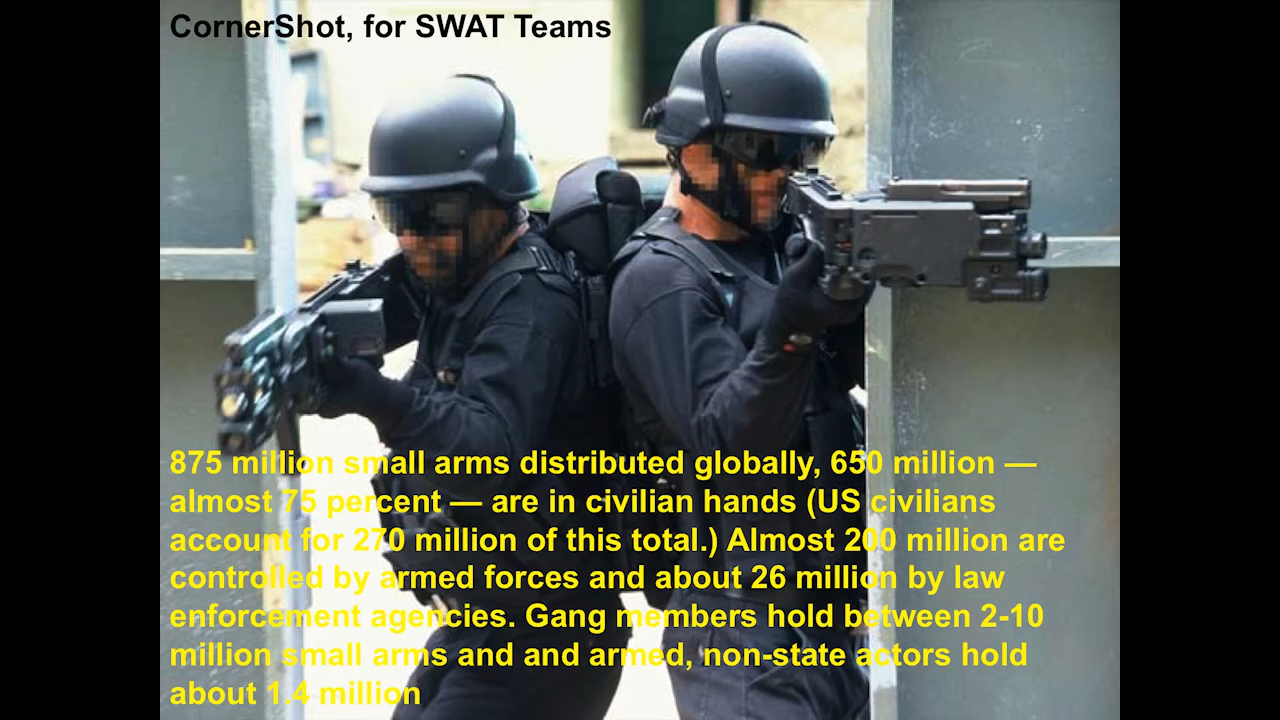 CornerShot, for SWAT Teams
875 million small arms distributed globally, 650 million —
almost 75 percent — are in civilian hands (US civilians
account for 270 million of this total.) Almost 200 million are
controlled by armed forces and about 26 million by law
enforcement agencies. Gang members hold between 2-10
million small arms and and armed, non-state actors hold
about 1.4 million